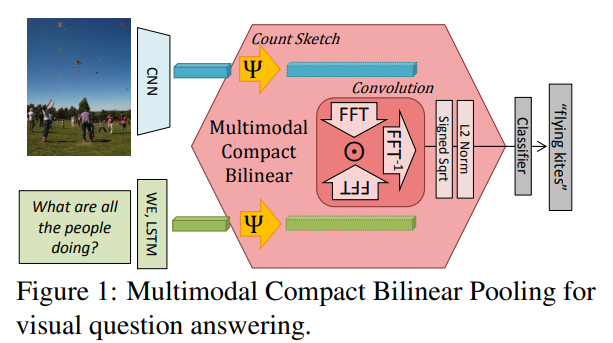 Count Sketch
CNN
Ψ
Convolution
FFT
Multimodal
Compact
Bilinear
FFT⁻¹
FFT
Signed Sqrt
L2 Norm
Classifier
"flying kites"
What are all
the people
doing?
WE, LSTM
Ψ
Figure 1: Multimodal Compact Bilinear Pooling for
visual question answering.